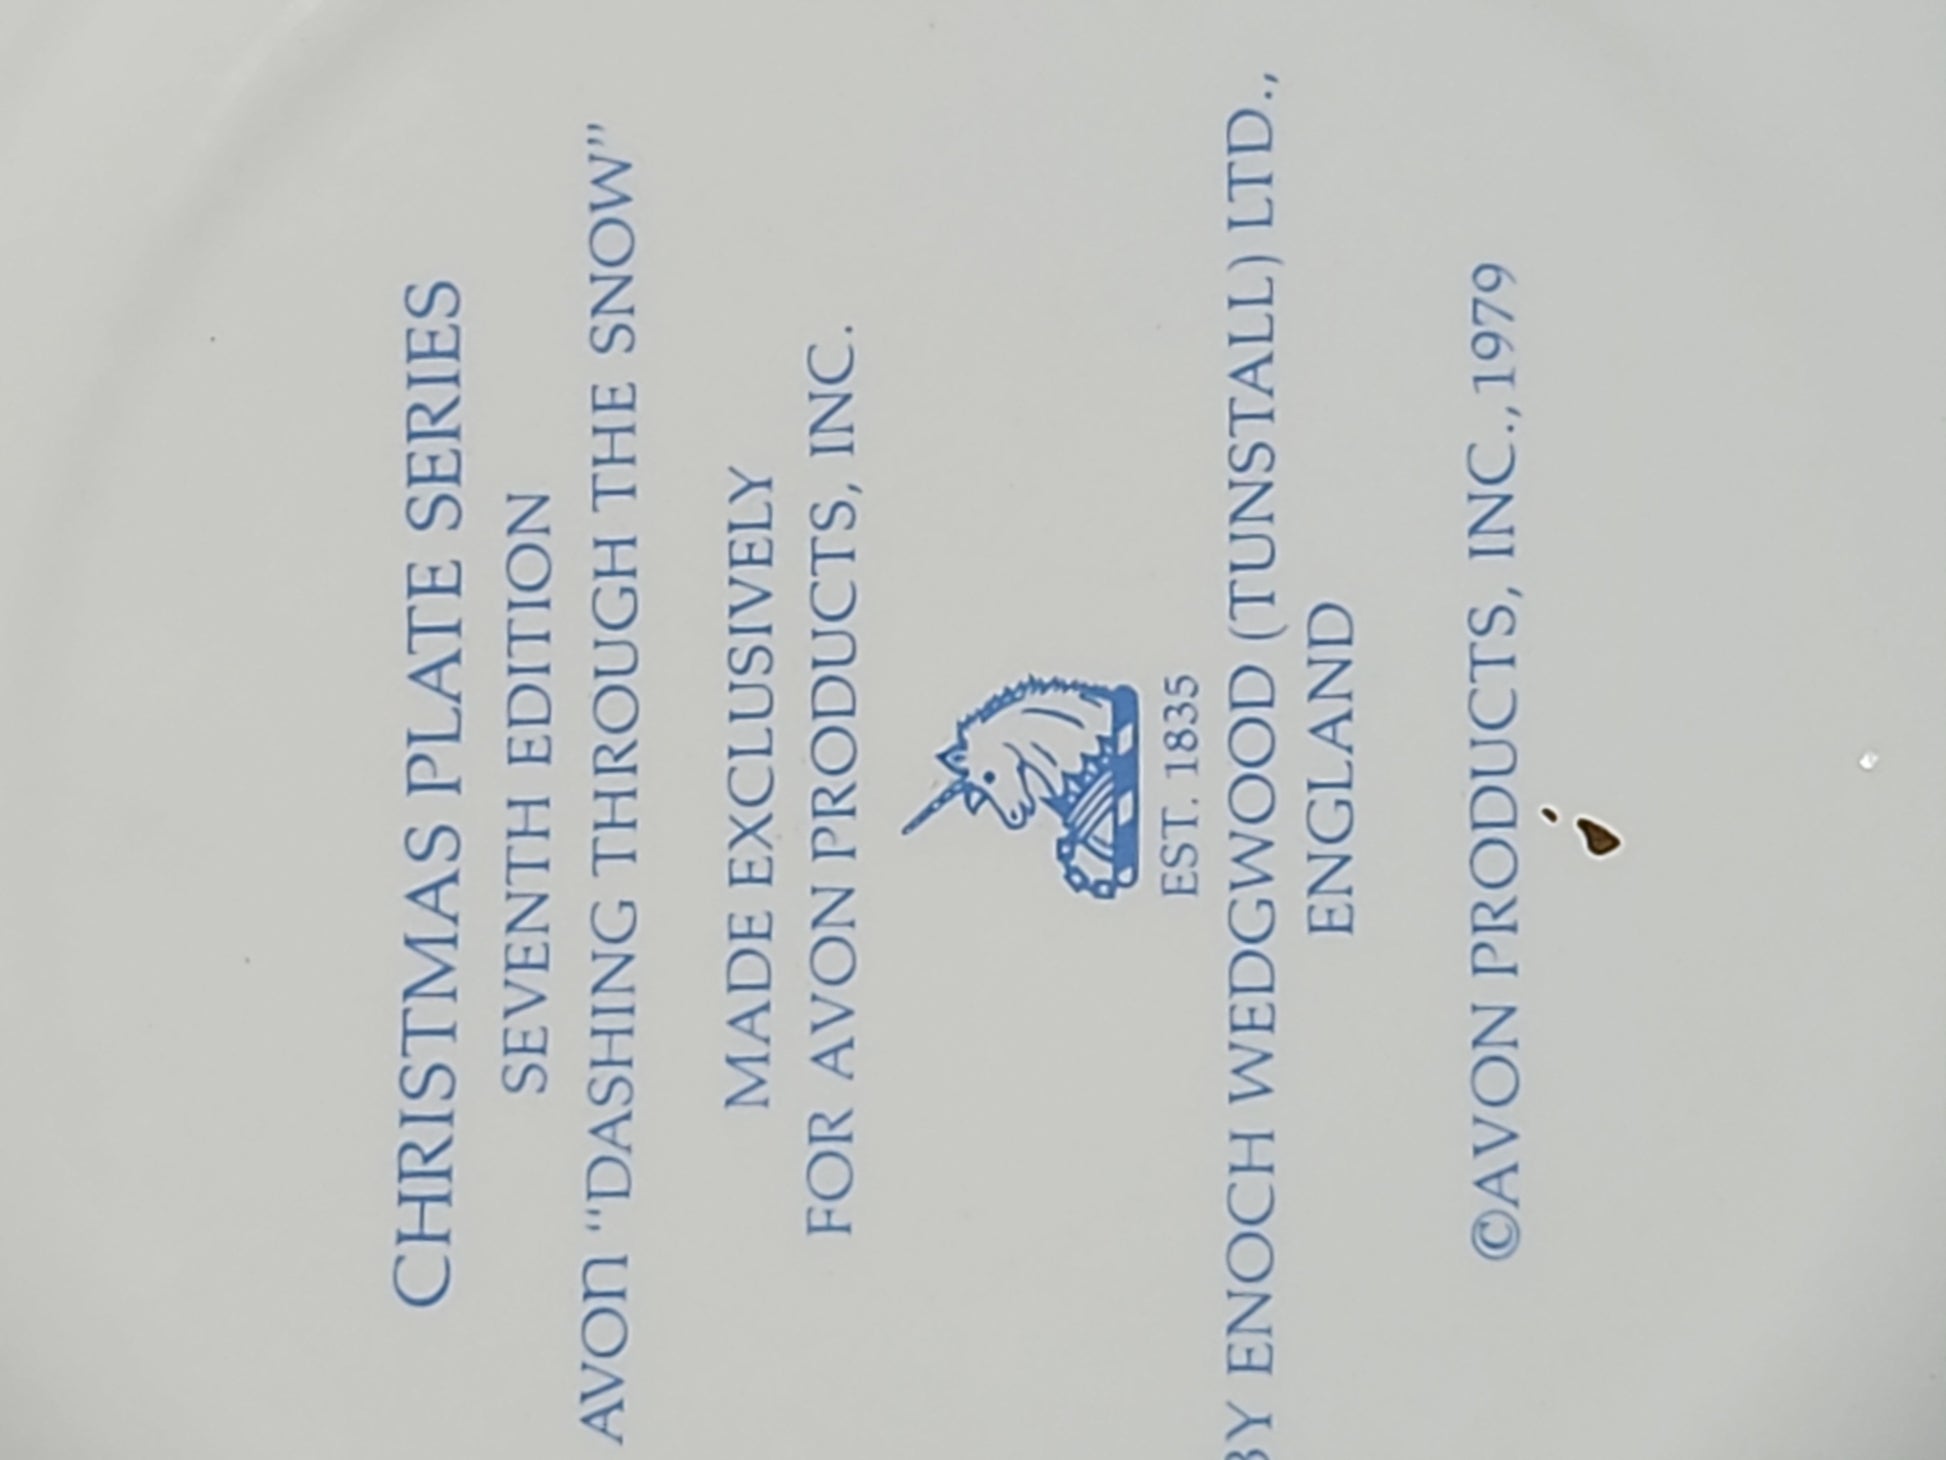 CHRISTMAS PLATE SERIES
SEVENTH EDITION
AVON "DASHING THROUGH THE SNOW"
MADE EXCLUSIVELY
FOR AVON PRODUCTS, INC.
EST. 1835
BY ENOCH WEDGWOOD (TUNSTALL) LTD.,
ENGLAND
©AVON PRODUCTS, INC.,1979